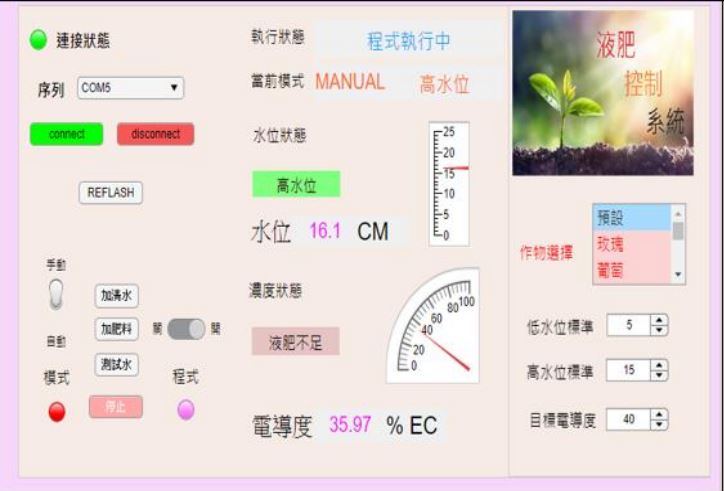 連接狀態
序列 COM5
connect disconnect
REFLASH
手動
自動
模式
加清水
加肥料
測試水
停止
關 開
程式
執行狀態 程式執行中
當前模式 MANUAL 高水位
水位狀態
高水位
水位 16.1 CM
25
20
15
10
5
0
濃度狀態
液肥不足
0
20
40
60
80
100
電導度 35.97 % EC
液肥
控制
系統
作物選擇
預設
玫瑰
葡萄
低水位標準 5
高水位標準 15
目標電導度 40